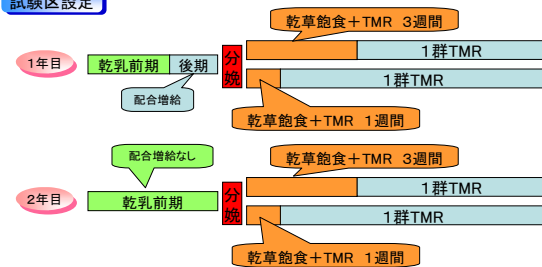 試験区設定
乾草飽食+TMR 3週間
1年目
乾乳前期
後期
分娩
1群TMR
1群TMR
配合増給
乾草飽食+TMR 1週間
配合増給なし
乾草飽食+TMR 3週間
2年目
乾乳前期
分娩
1群TMR
1群TMR
乾草飽食+TMR 1週間